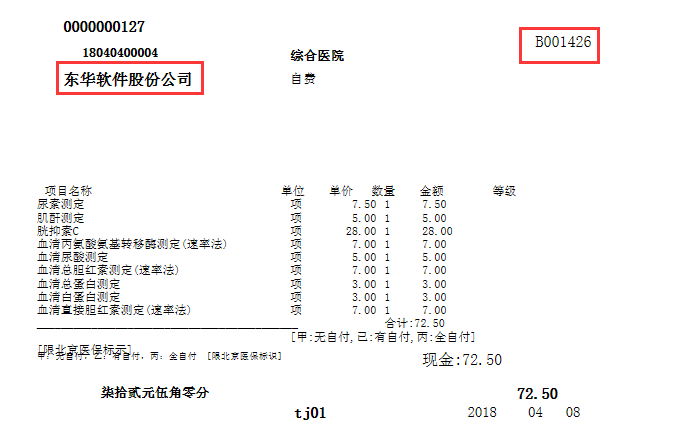 0000000127
B001426
18040400004 综合医院
东华软件股份公司 自费
项目名称 单位 单价 数量 金额 等级
尿素测定 项 7.50 1 7.50
肌酐测定 项 5.00 1 5.00
胱抑素C 项 28.00 1 28.00
血清丙氨酸氨基转移酶测定(速率法) 项 7.00 1 7.00
血清尿酸测定 项 5.00 1 5.00
血清总胆红素测定(速率法) 项 7.00 1 7.00
血清总蛋白测定 项 3.00 1 3.00
血清白蛋白测定 项 3.00 1 3.00
血清直接胆红素测定(速率法) 项 7.00 1 7.00
合计:72.50
[甲:无自付,已:有自付,丙:全自付]
[限北京医保标示]
甲: 无自付, 乙: 有自付, 丙: 全自付 [限北京医保标识]
现金:72.50
柒拾贰元伍角零分 72.50
tj01 2018 04 08